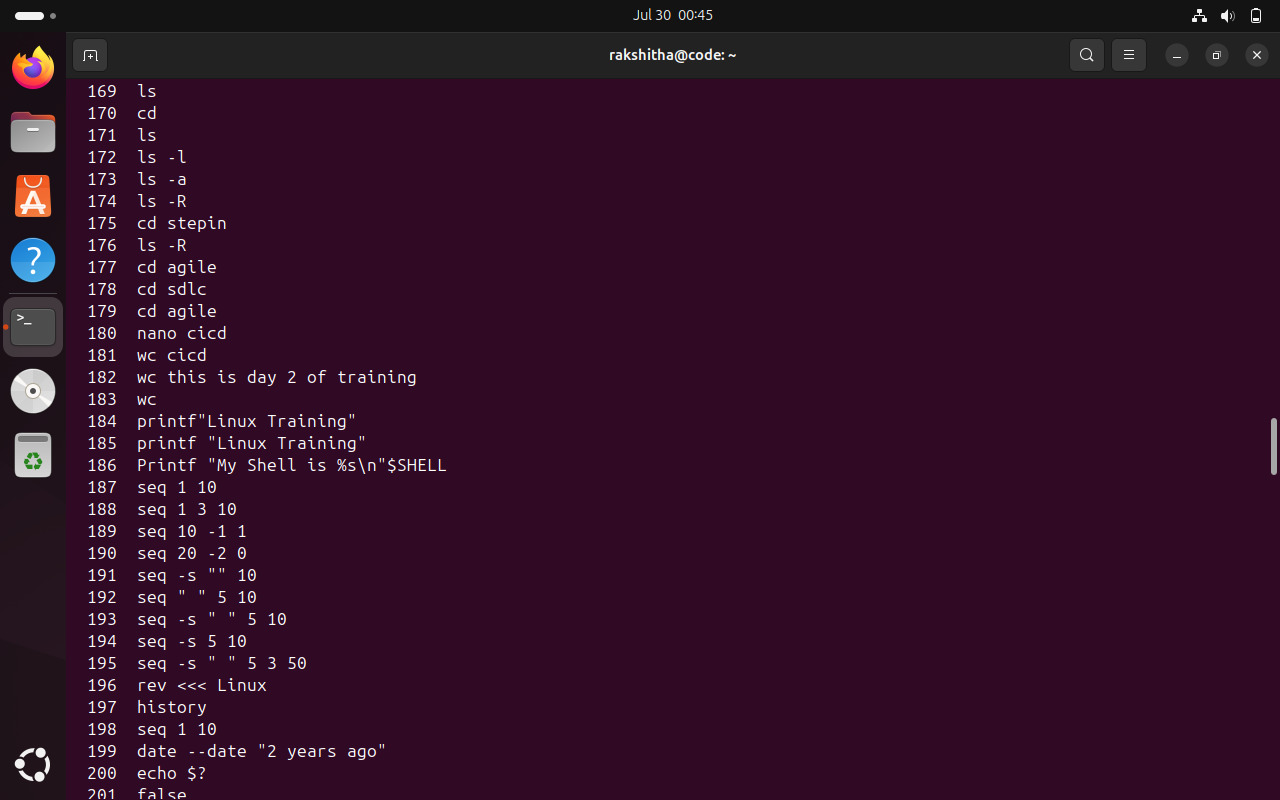 Jul 30 00:45
rakshitha@code: ~
169 ls
170 cd
171 ls
172 ls -l
173 ls -a
174 ls -R
175 cd stepin
176 ls -R
177 cd agile
178 cd sdlc
179 cd agile
180 nano cicd
181 wc cicd
182 wc this is day 2 of training
183 wc
184 printf"Linux Training"
185 printf "Linux Training"
186 Printf "My Shell is %s\n"$SHELL
187 seq 1 10
188 seq 1 3 10
189 seq 10 -1 1
190 seq 20 -2 0
191 seq -s "" 10
192 seq " " 5 10
193 seq -s " " 5 10
194 seq -s 5 10
195 seq -s " " 5 3 50
196 rev <<< Linux
197 history
198 seq 1 10
199 date --date "2 years ago"
200 echo $?
201 false